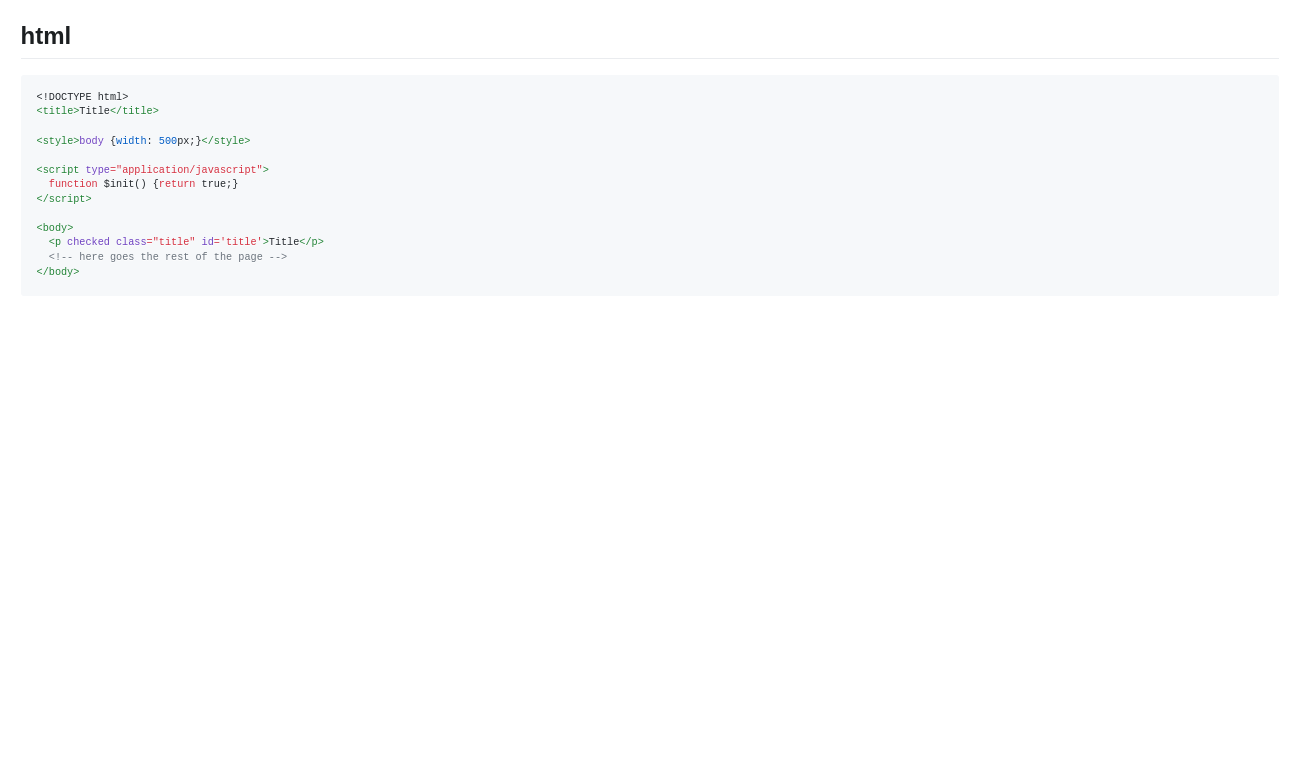 html
<!DOCTYPE html>
<title>Title</title>
<style>body {width: 500px;}</style>
<script type="application/javascript">
  function $init() {return true;}
</script>
<body>
  <p checked class="title" id='title'>Title</p>
  <!-- here goes the rest of the page -->
</body>